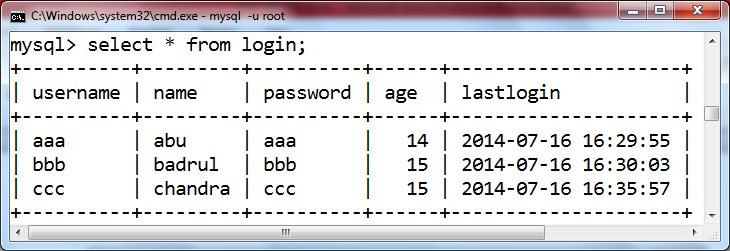 C:\Windows\system32\cmd.exe - mysql -u root
mysql> select * from login;
+----------+---------+----------+------+---------------------+
| username | name    | password | age  | lastlogin           |
+----------+---------+----------+------+---------------------+
| aaa      | abu     | aaa      |   14 | 2014-07-16 16:29:55 |
| bbb      | badrul  | bbb      |   15 | 2014-07-16 16:30:03 |
| ccc      | chandra | ccc      |   15 | 2014-07-16 16:35:57 |
+----------+---------+----------+------+---------------------+